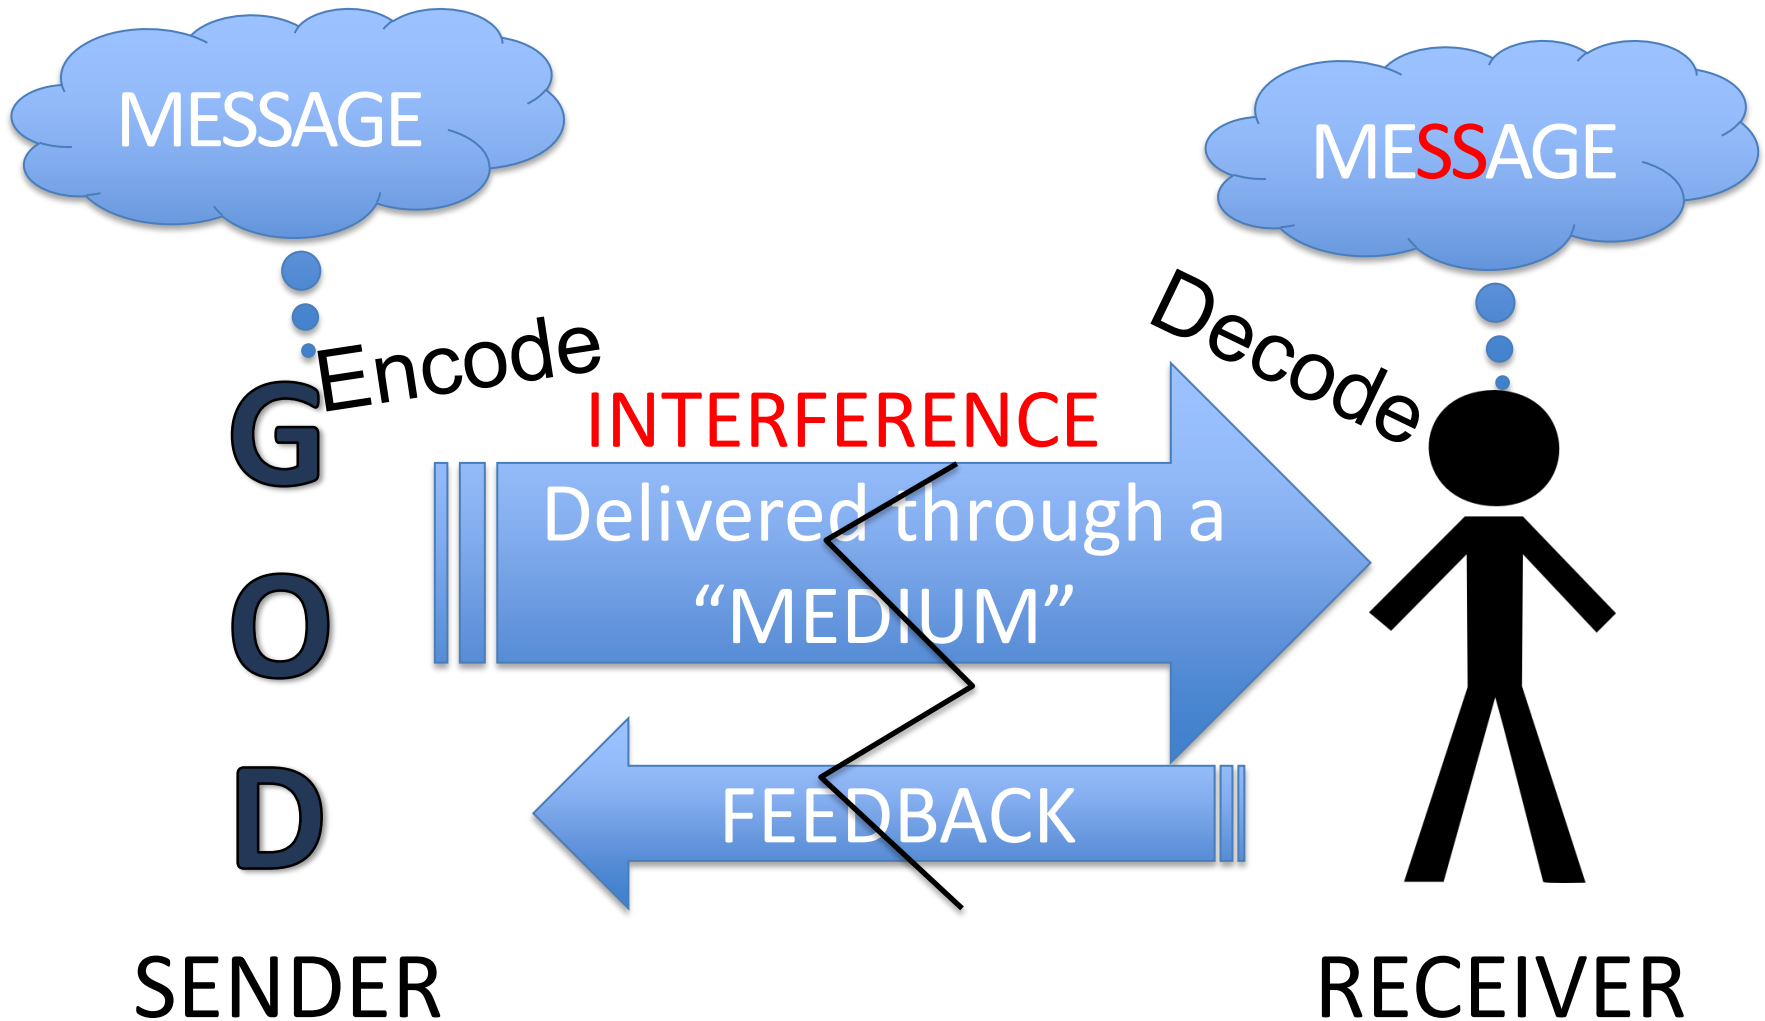 MESSAGE
MESSAGE
Encode
Decode
INTERFERENCE
Delivered through a
“MEDIUM”
G
O
D
FEEDBACK
SENDER
RECEIVER